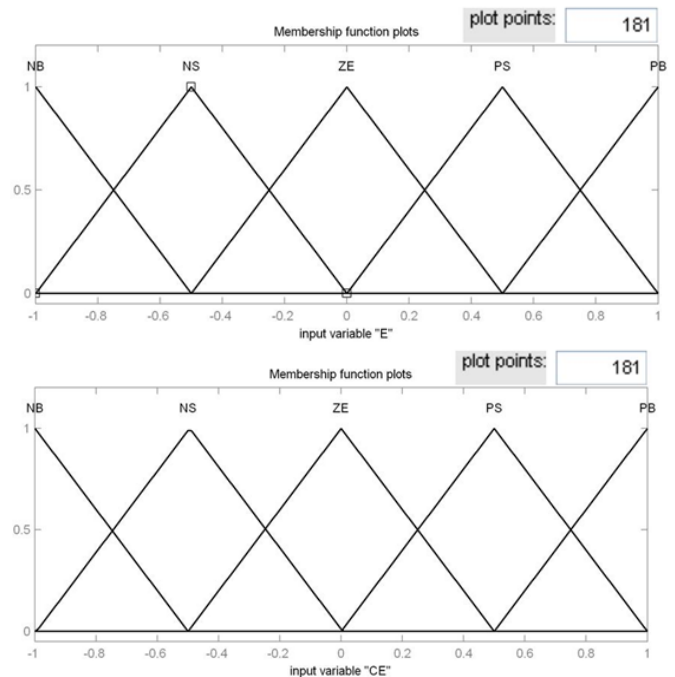 plot points: 181
Membership function plots
NB NS ZE PS PB
1
0.5
0
-1 -0.8 -0.6 -0.4 -0.2 0 0.2 0.4 0.6 0.8 1
input variable "E"
plot points: 181
Membership function plots
NB NS ZE PS PB
1
0.5
0
-1 -0.8 -0.6 -0.4 -0.2 0 0.2 0.4 0.6 0.8 1
input variable "CE"